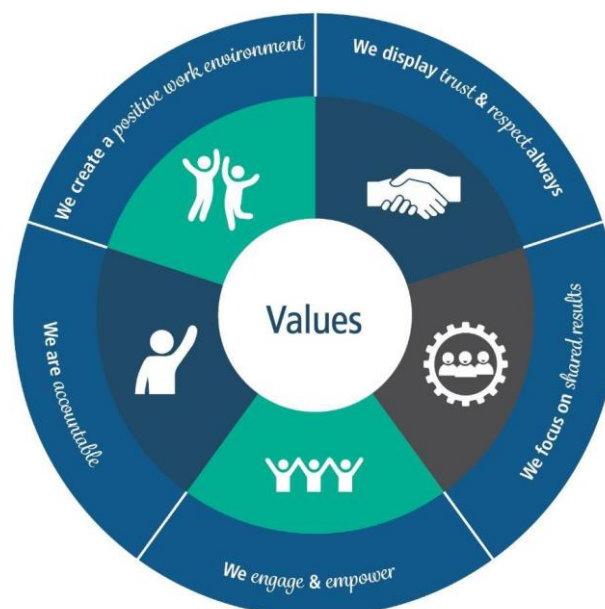 We create a positive work environment
We display trust & respect always
Values
We are accountable
We focus on shared results
We engage & empower